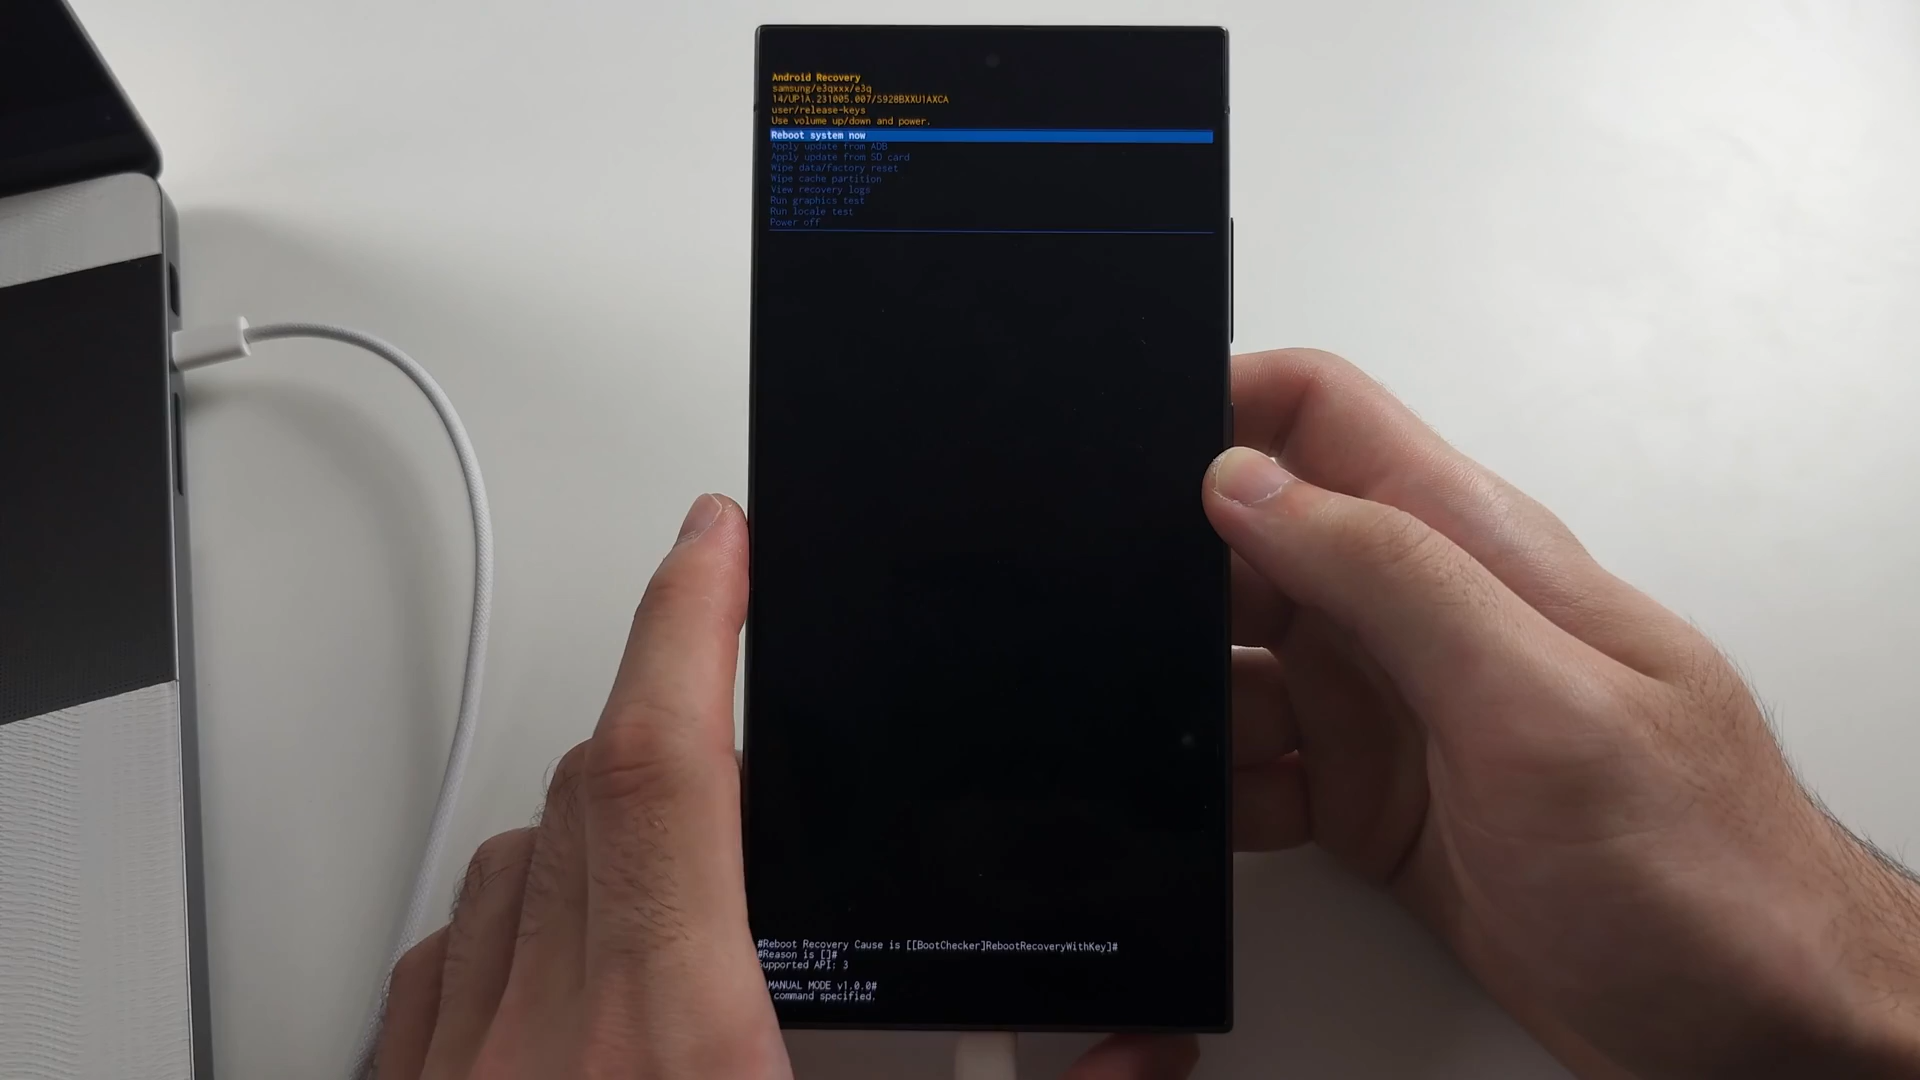 Android Recovery
samsung/e3qxxx/e3q
14/UP1A.231005.007/S928BXXU1AXCA
user/release-keys
Use volume up/down and power.
Reboot system now
Apply update from ADB
Apply update from SD card
Wipe data/factory reset
Wipe cache partition
View recovery logs
Run graphics test
Run locale test
Power off
#Reboot Recovery Cause is [[BootChecker]RebootRecoveryWithKey]#
#Reason is []#
Supported API: 3
MANUAL MODE v1.0.0#
command specified.